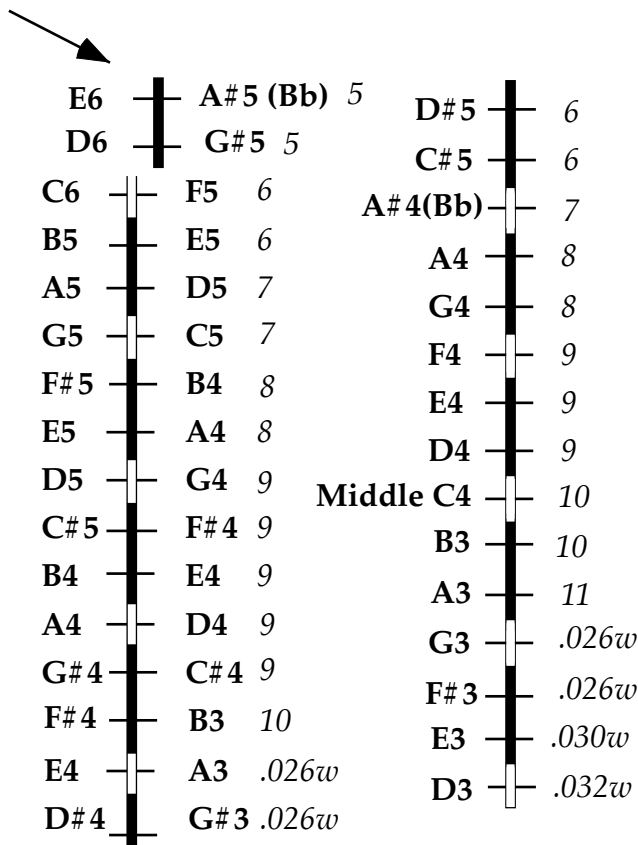 E6 A#5 (Bb) 5
D6 G#5 5
C6 F5 6
B5 E5 6
A5 D5 7
G5 C5 7
F#5 B4 8
E5 A4 8
D5 G4 9
C#5 F#4 9
B4 E4 9
A4 D4 9
G#4 C#4 9
F#4 B3 10
E4 A3 .026w
D#4 G#3 .026w
D#5 6
C#5 6
A#4(Bb) 7
A4 8
G4 8
F4 9
E4 9
D4 9
Middle C4 10
B3 10
A3 11
G3 .026w
F#3 .026w
E3 .030w
D3 .032w